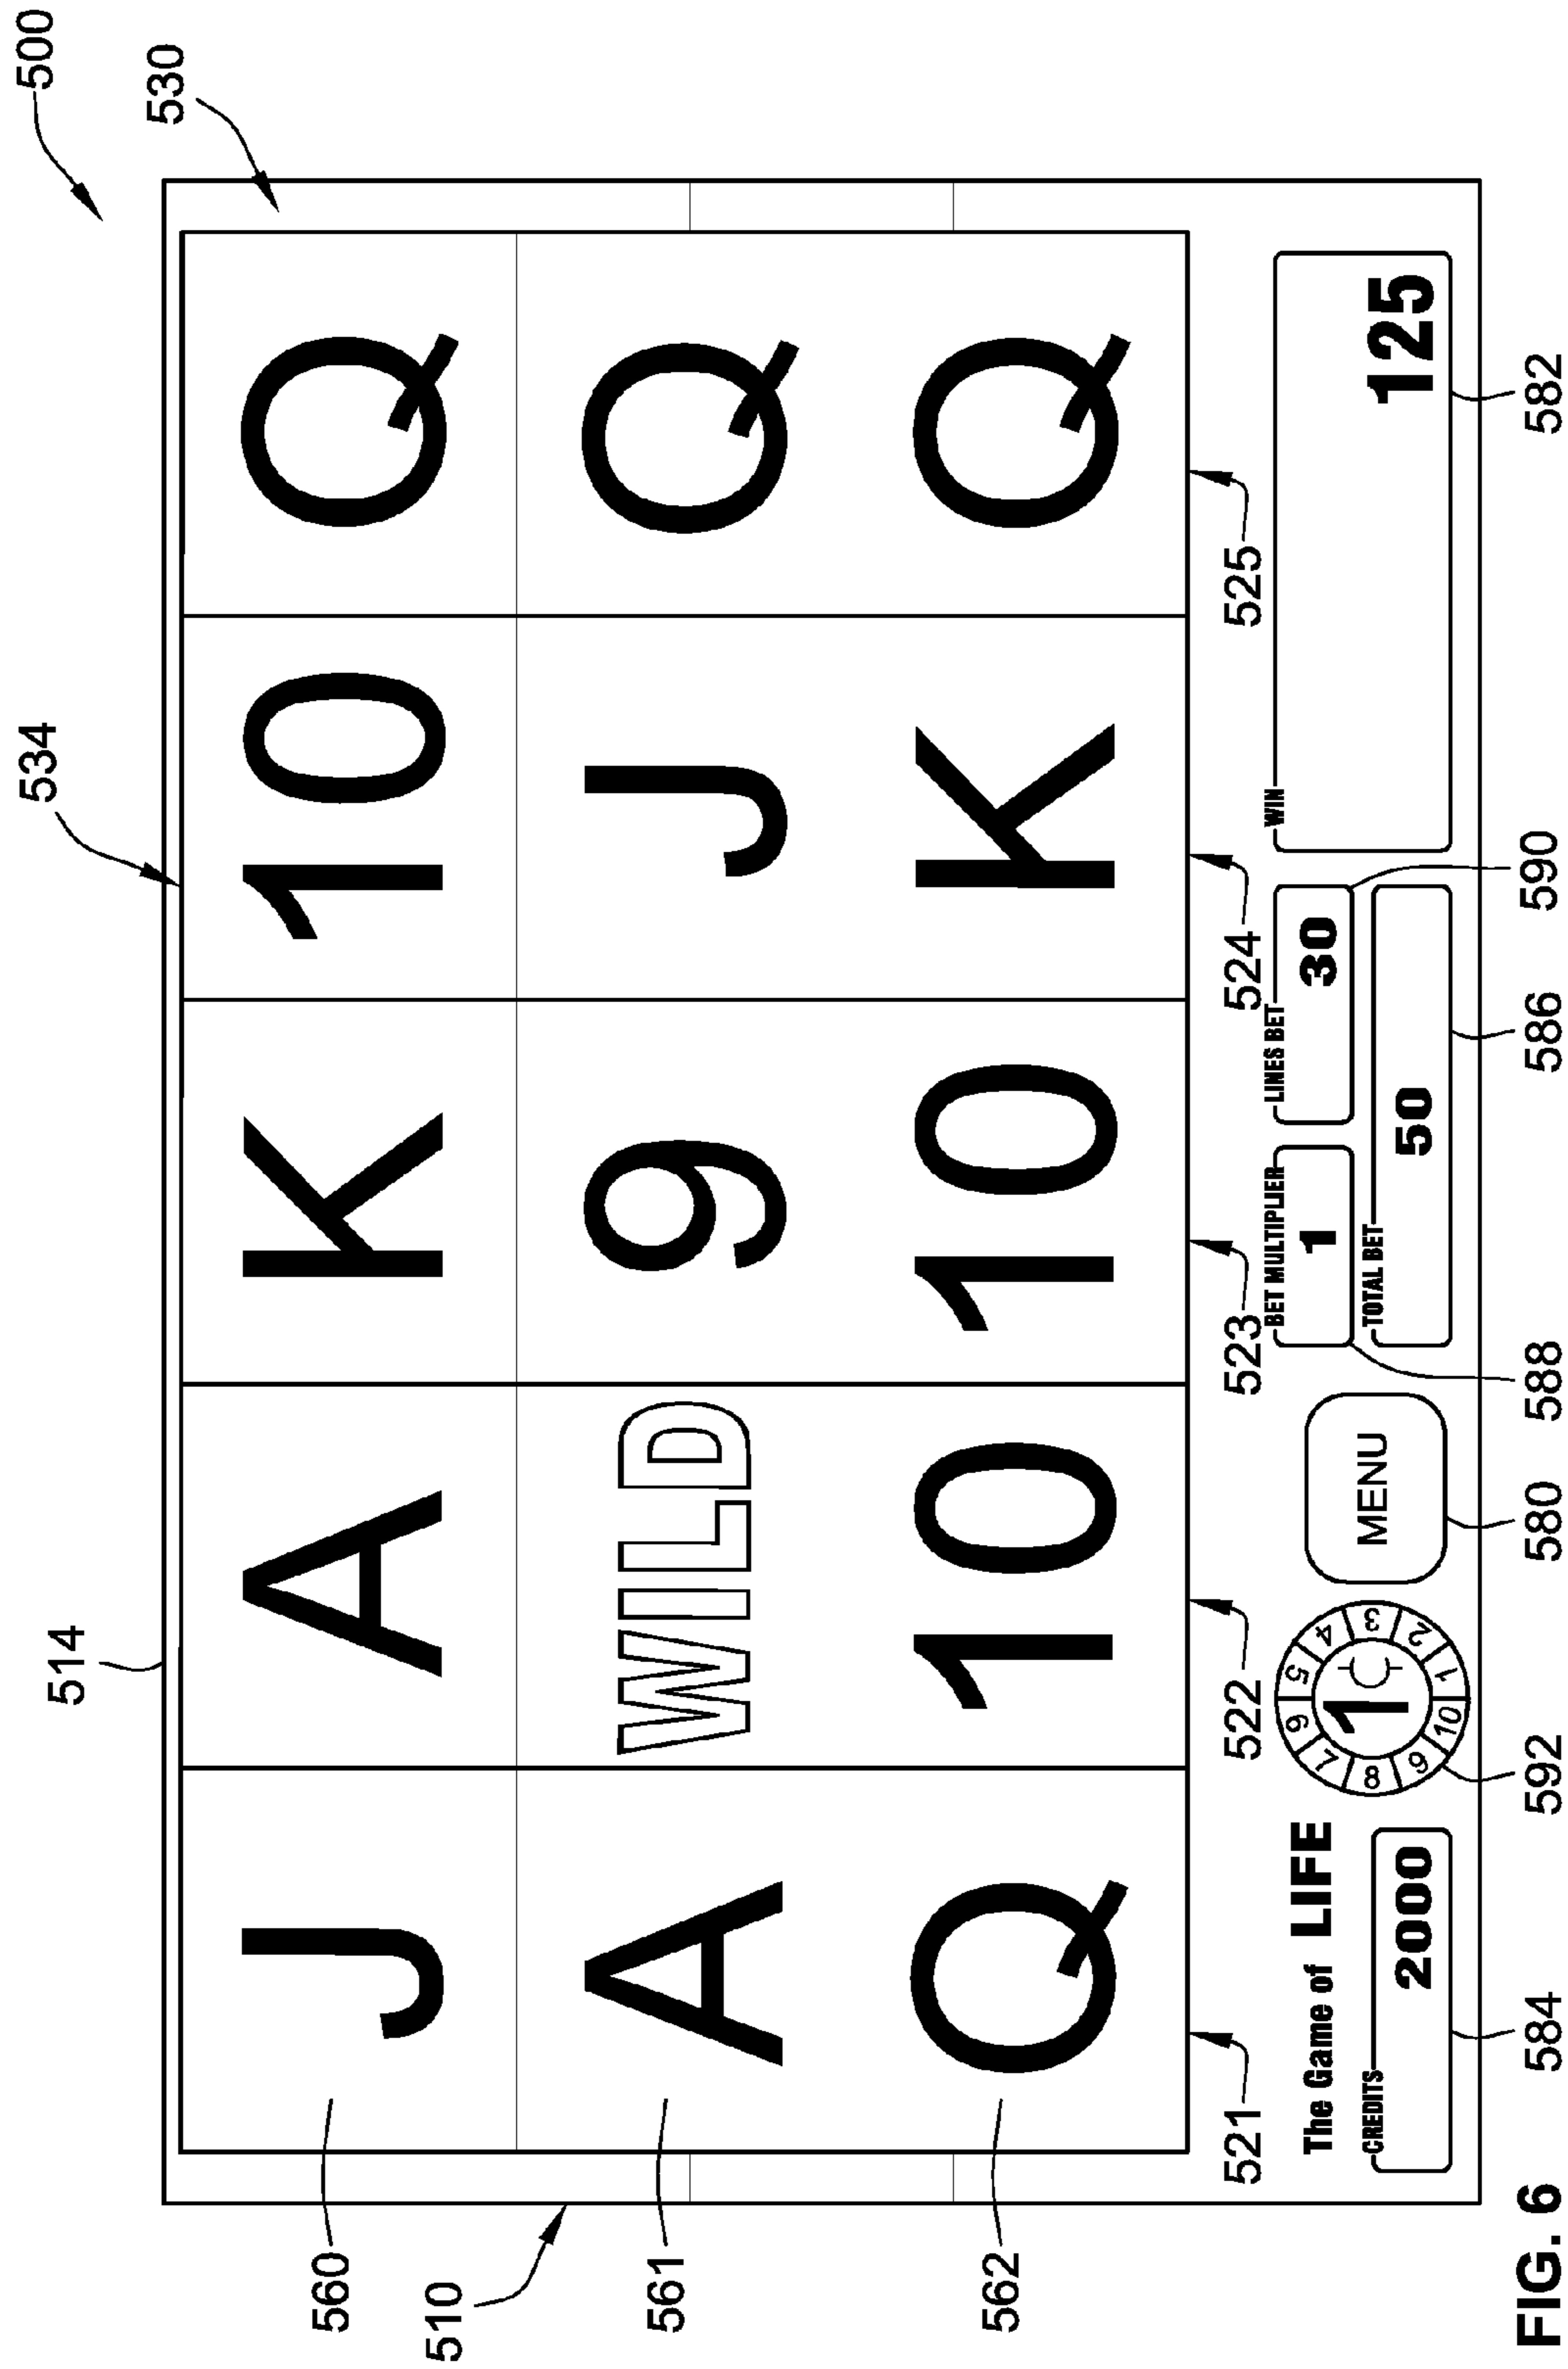 500
534
514
530
560
J A K 10 Q
510
561
A WILD 9 J Q
562
Q 10 10 K Q
521 522 523 524 525
The Game of LIFE
CREDITS
2000
1
1 2 3 4 5 6 7 8 9 10
MENU
BET MULTIPLIER
1
LINES BET
30
TOTAL BET
50
WIN
125
584 592 580 588 586 590 582
FIG. 6